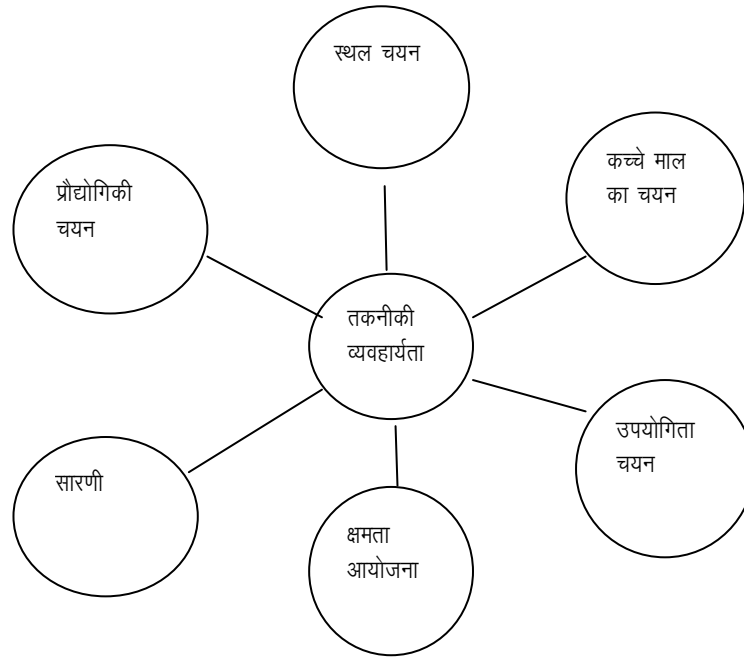 स्थल चयन
कच्चे माल
का चयन
प्रौद्योगिकी
चयन
तकनीकी
व्यवहार्यता
उपयोगिता
चयन
सारणी
क्षमता
आयोजना